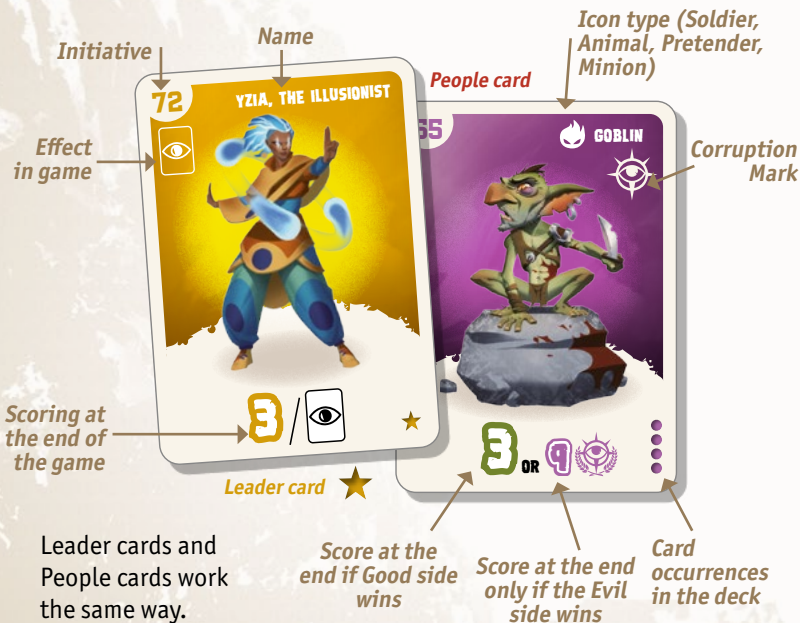 Initiative
Name
Icon type (Soldier,
Animal, Pretender,
Minion)
People card
72
YZIA, THE ILLUSIONIST
GOBLIN
Effect
in game
Corruption
Mark
3/
3 OR 9
Scoring at
the end of
the game
Leader card
Leader cards and
People cards work
the same way.
Score at the
end if Good side
wins
Score at the end
only if the Evil
side wins
Card
occurrences
in the deck